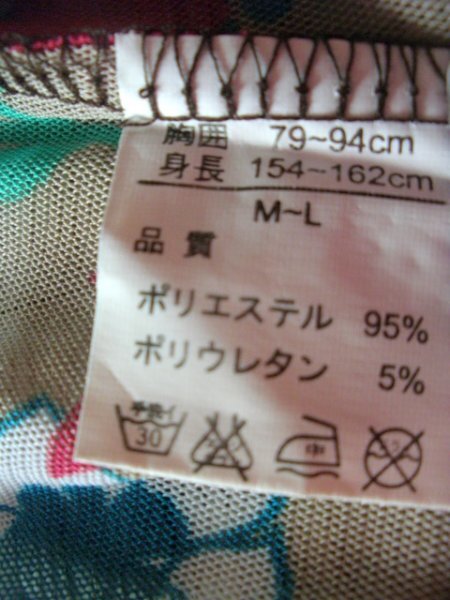 胸囲 79~94cm
身長 154~162cm
M~L
品質
ポリエステル 95%
ポリウレタン 5%
手洗イ
30
中